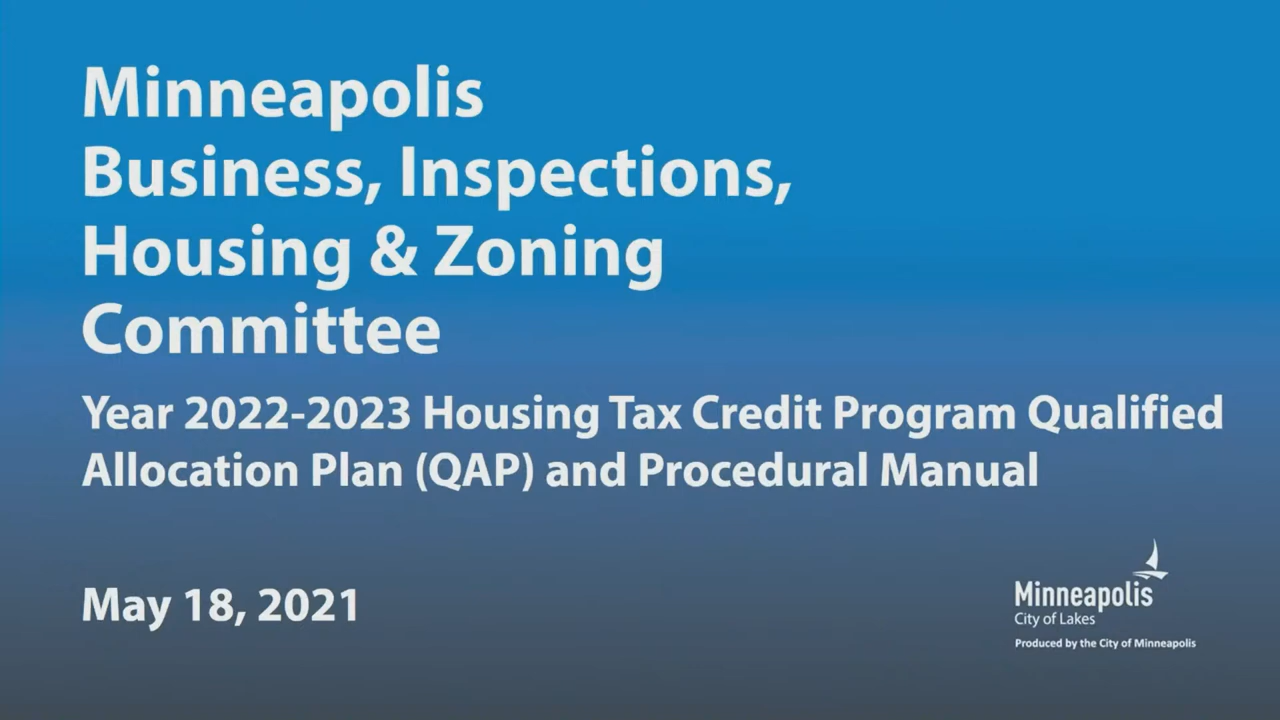 Minneapolis
Business, Inspections,
Housing & Zoning
Committee
Year 2022-2023 Housing Tax Credit Program Qualified
Allocation Plan (QAP) and Procedural Manual
May 18, 2021
Minneapolis
City of Lakes
Produced by the City of Minneapolis